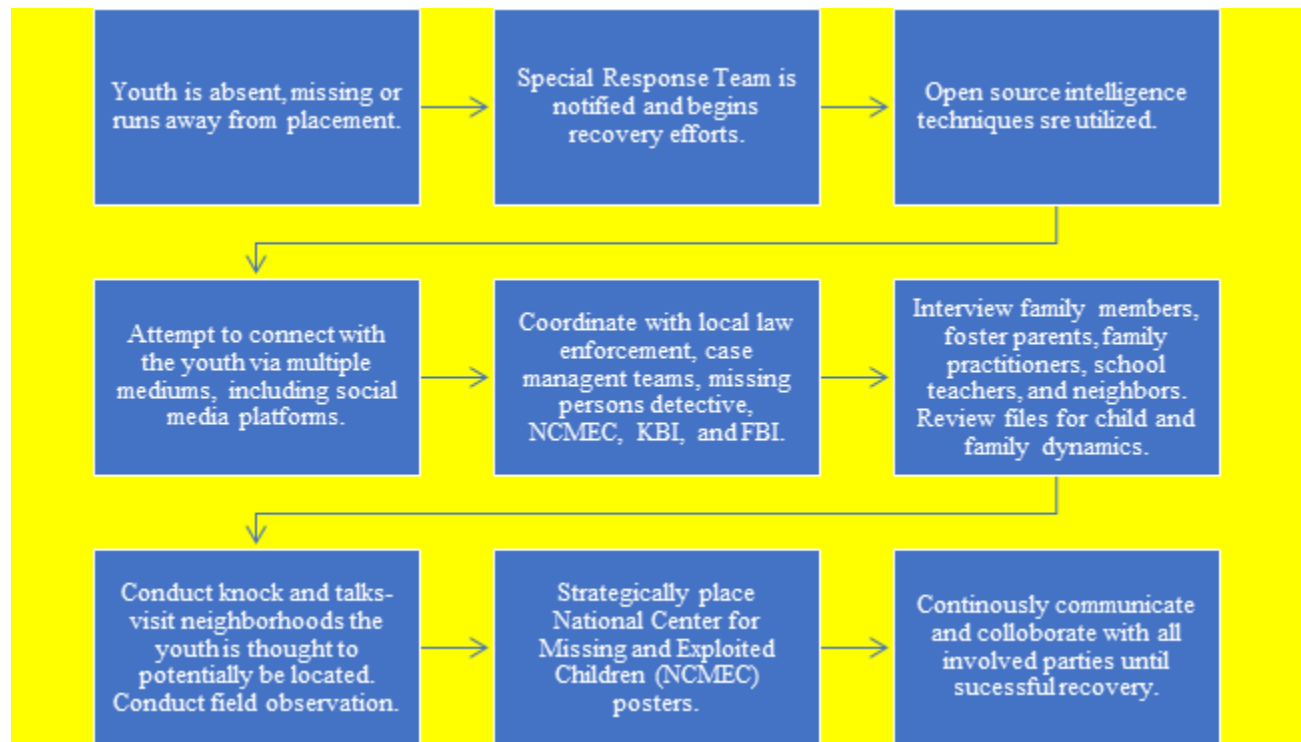 Youth is absent, missing or
runs away from placement.
Special Response Team is
notified and begins
recovery efforts.
Open source intelligence
techniques sre utilized.
Attempt to connect with
the youth via multiple
mediums, including social
media platforms.
Coordinate with local law
enforcement, case
managent teams, missing
persons detective,
NCMEC, KBI, and FBI.
Interview family members,
foster parents, family
practitioners, school
teachers, and neighbors.
Review files for child and
family dynamics.
Conduct knock and talks-
visit neighborhoods the
youth is thought to
potentially be located.
Conduct field observation.
Strategically place
National Center for
Missing and Exploited
Children (NCMEC)
posters.
Continously communicate
and colloborate with all
involved parties until
sucessful recovery.